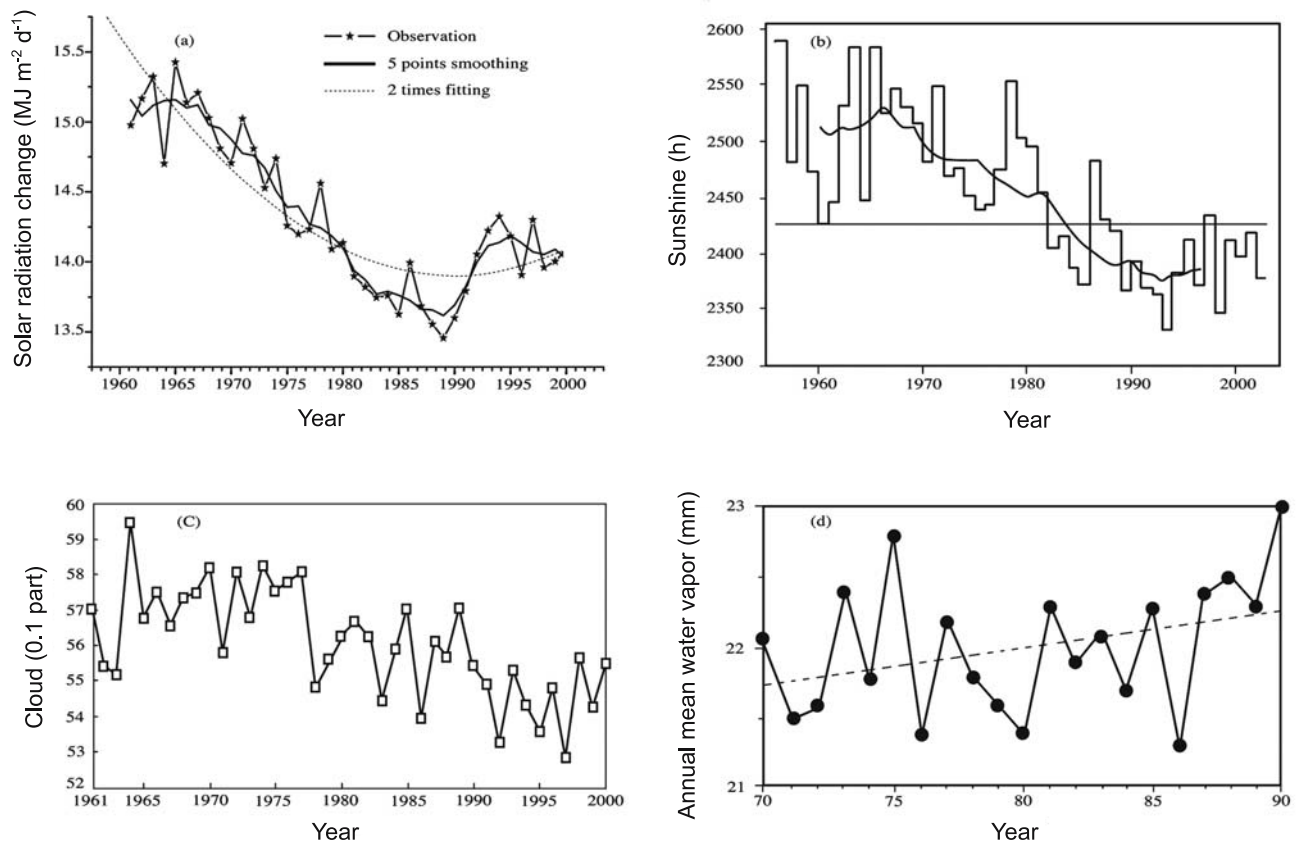 Solar radiation change (MJ m⁻² d⁻¹)
15.5
15.0
14.5
14.0
13.5
(a)
Observation
5 points smoothing
2 times fitting
1960 1965 1970 1975 1980 1985 1990 1995 2000
Year
Sunshine (h)
2600
2550
2500
2450
2400
2350
2300
(b)
1960 1970 1980 1990 2000
Year
Cloud (0.1 part)
60
59
58
57
56
55
54
53
52
(C)
1961 1965 1970 1975 1980 1985 1990 1995 2000
Year
Annual mean water vapor (mm)
23
22
21
(d)
70 75 80 85 90
Year